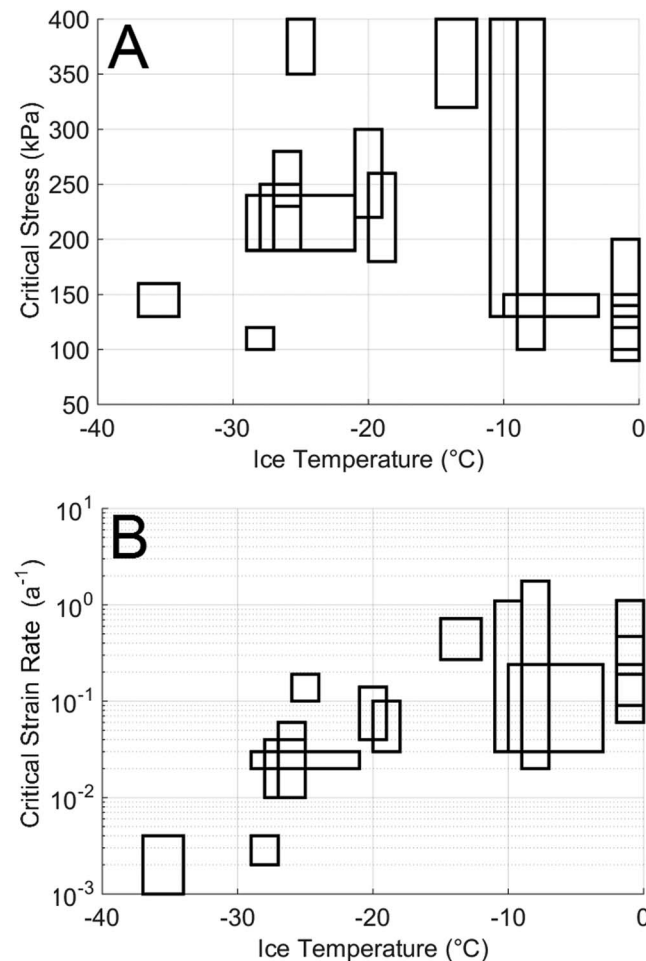 A
400
350
300
250
200
150
100
50
Critical Stress (kPa)
-40 -30 -20 -10 0
Ice Temperature (°C)
B
10^1
10^0
10^-1
10^-2
10^-3
Critical Strain Rate (a^-1)
-40 -30 -20 -10 0
Ice Temperature (°C)